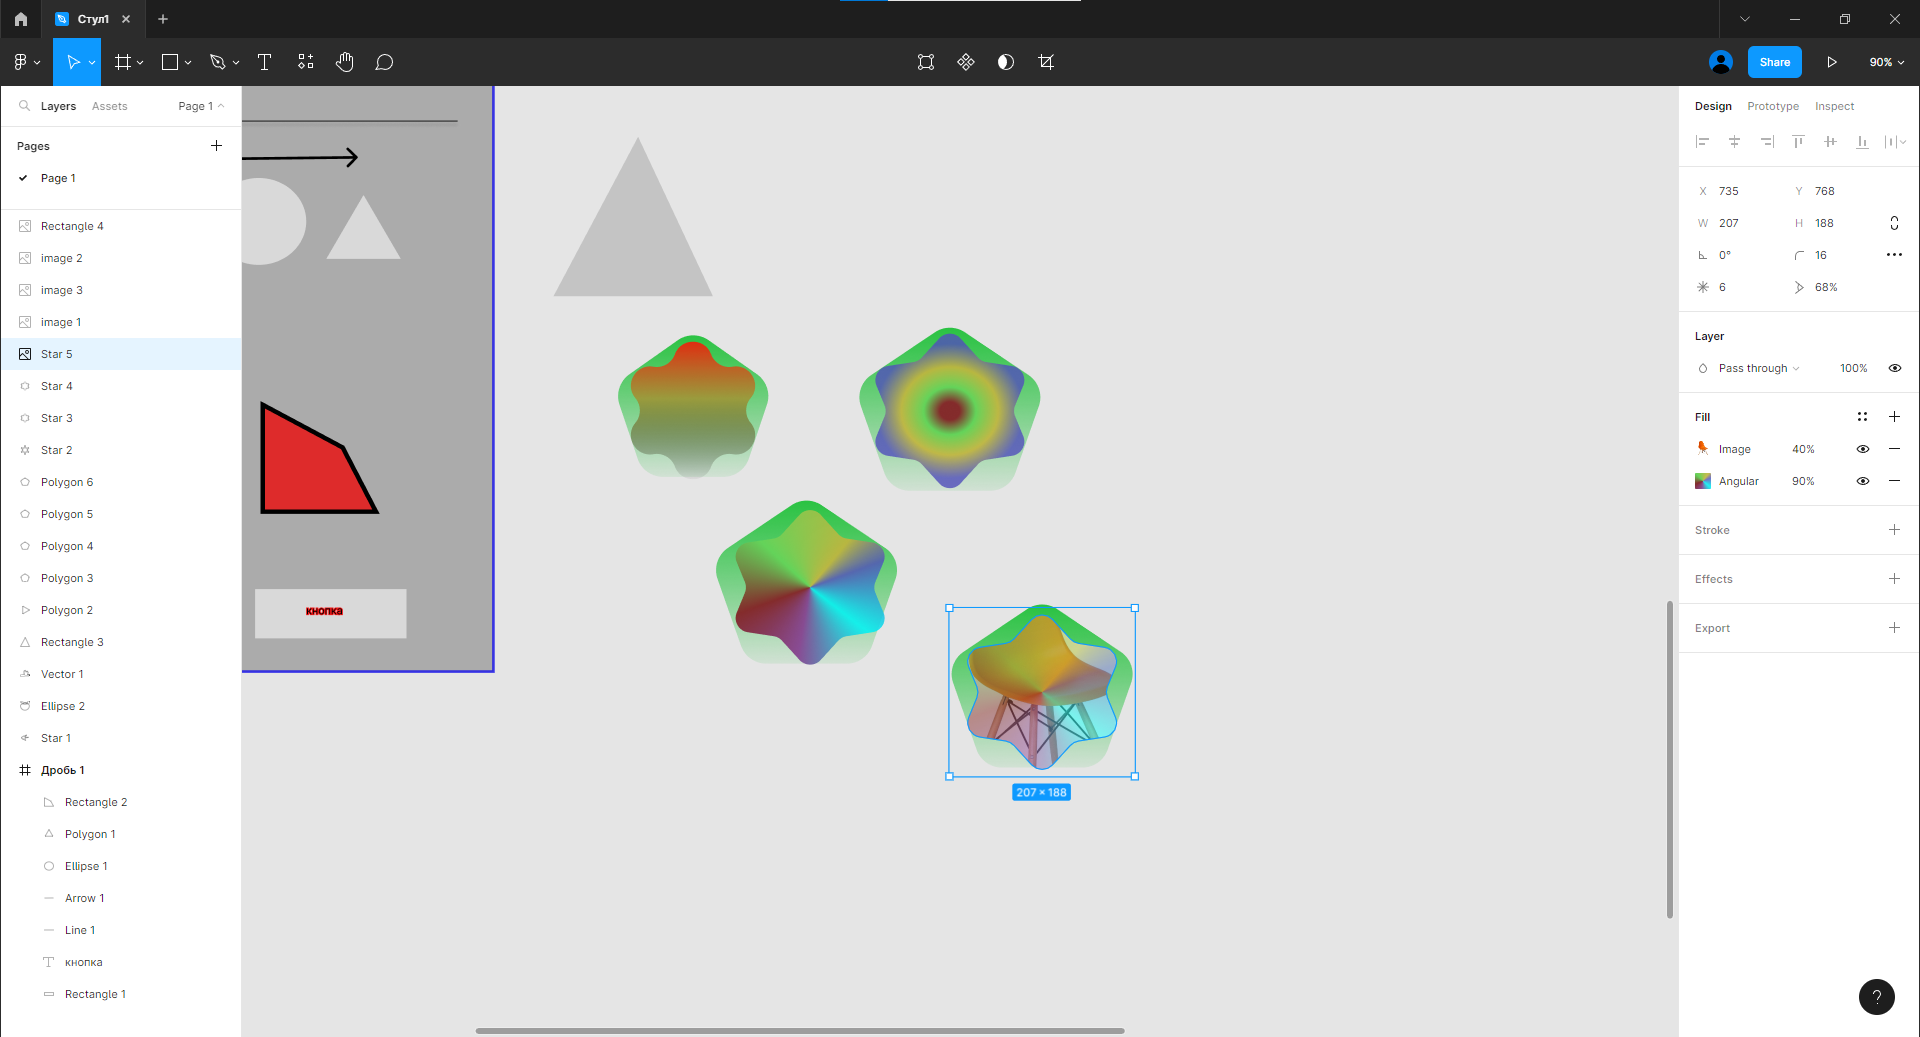 Стул1
Share
90%
Layers
Assets
Page 1
Pages
Page 1
Rectangle 4
image 2
image 3
image 1
Star 5
Star 4
Star 3
Star 2
Polygon 6
Polygon 5
Polygon 4
Polygon 3
Polygon 2
Rectangle 3
Vector 1
Ellipse 2
Star 1
Дробь 1
Rectangle 2
Polygon 1
Ellipse 1
Arrow 1
Line 1
кнопка
Rectangle 1
кнопка
207 × 188
Design
Prototype
Inspect
X 735
Y 768
W 207
H 188
0°
16
6
68%
Layer
Pass through
100%
Fill
Image 40%
Angular 90%
Stroke
Effects
Export
?